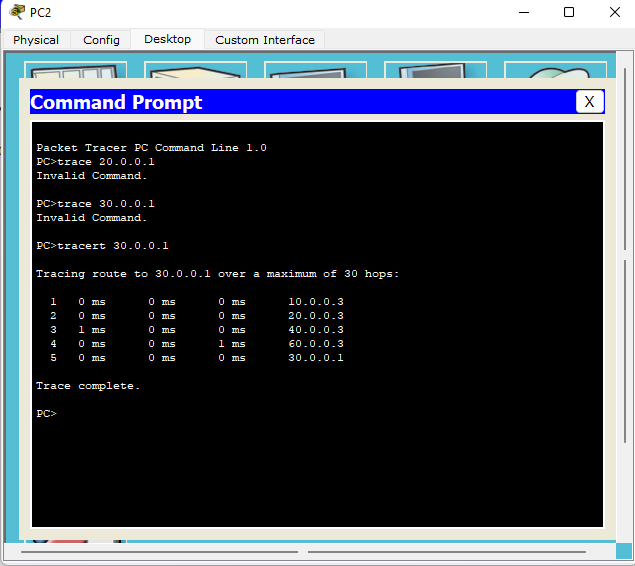 PC2
Physical Config Desktop Custom Interface
Command Prompt X
Packet Tracer PC Command Line 1.0
PC>trace 20.0.0.1
Invalid Command.
PC>trace 30.0.0.1
Invalid Command.
PC>tracert 30.0.0.1
Tracing route to 30.0.0.1 over a maximum of 30 hops:
1 0 ms 0 ms 0 ms 10.0.0.3
2 0 ms 0 ms 0 ms 20.0.0.3
3 1 ms 0 ms 0 ms 40.0.0.3
4 0 ms 0 ms 1 ms 60.0.0.3
5 0 ms 0 ms 0 ms 30.0.0.1
Trace complete.
PC>